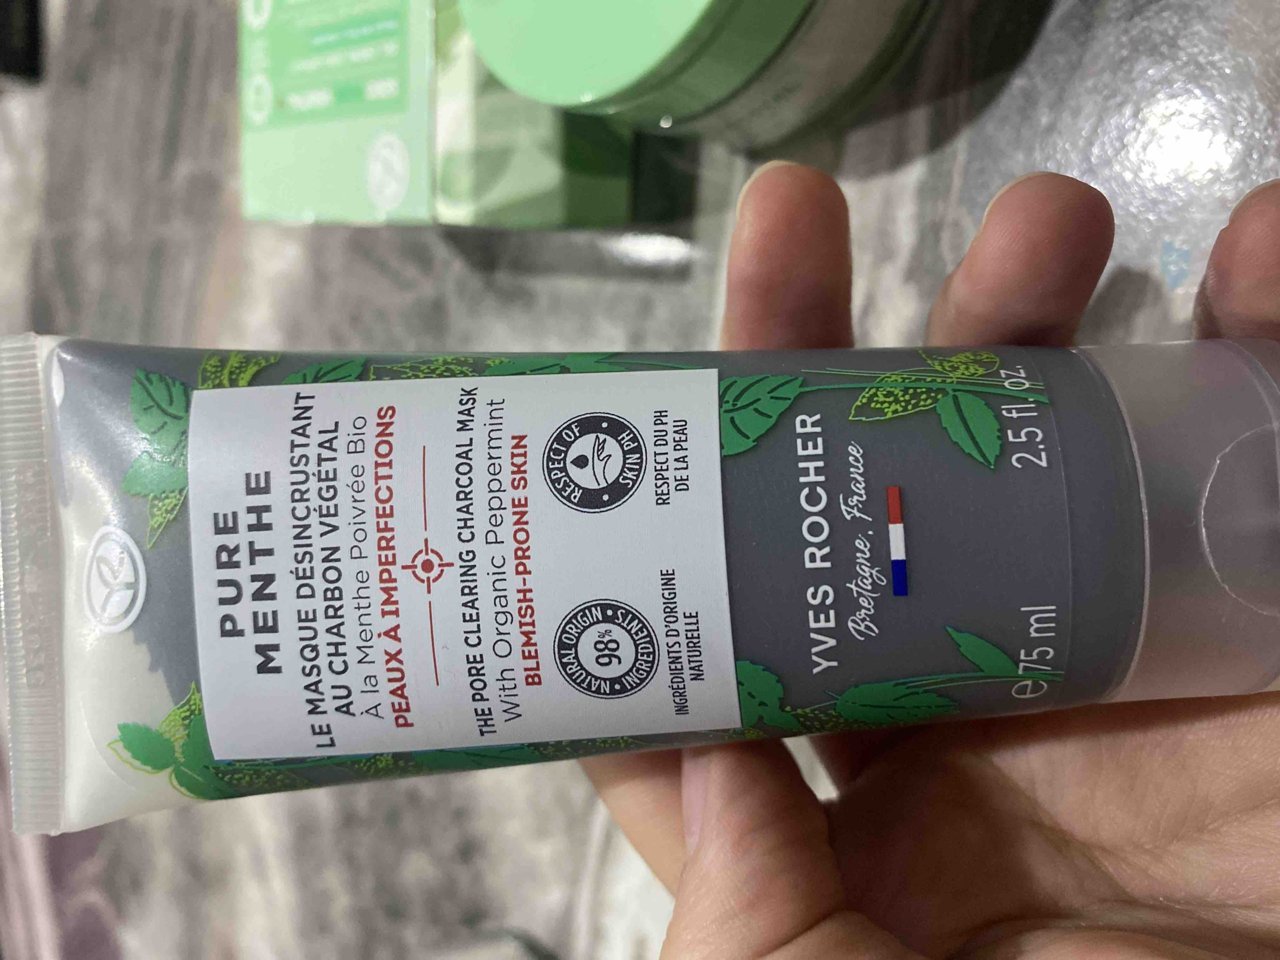 PURE
MENTHE
LE MASQUE DÉSINCRUSTANT
AU CHARBON VÉGÉTAL
À la Menthe Poivrée Bio
PEAUX À IMPERFECTIONS
THE PORE CLEARING CHARCOAL MASK
With Organic Peppermint
BLEMISH-PRONE SKIN
NATURAL ORIGIN
98%
INGREDIENTS
INGRÉDIENTS D'ORIGINE
NATURELLE
RESPECT OF
SKIN PH
RESPECT DU PH
DE LA PEAU
YVES ROCHER
Bretagne, France
e 75 ml
2.5 fl. oz.